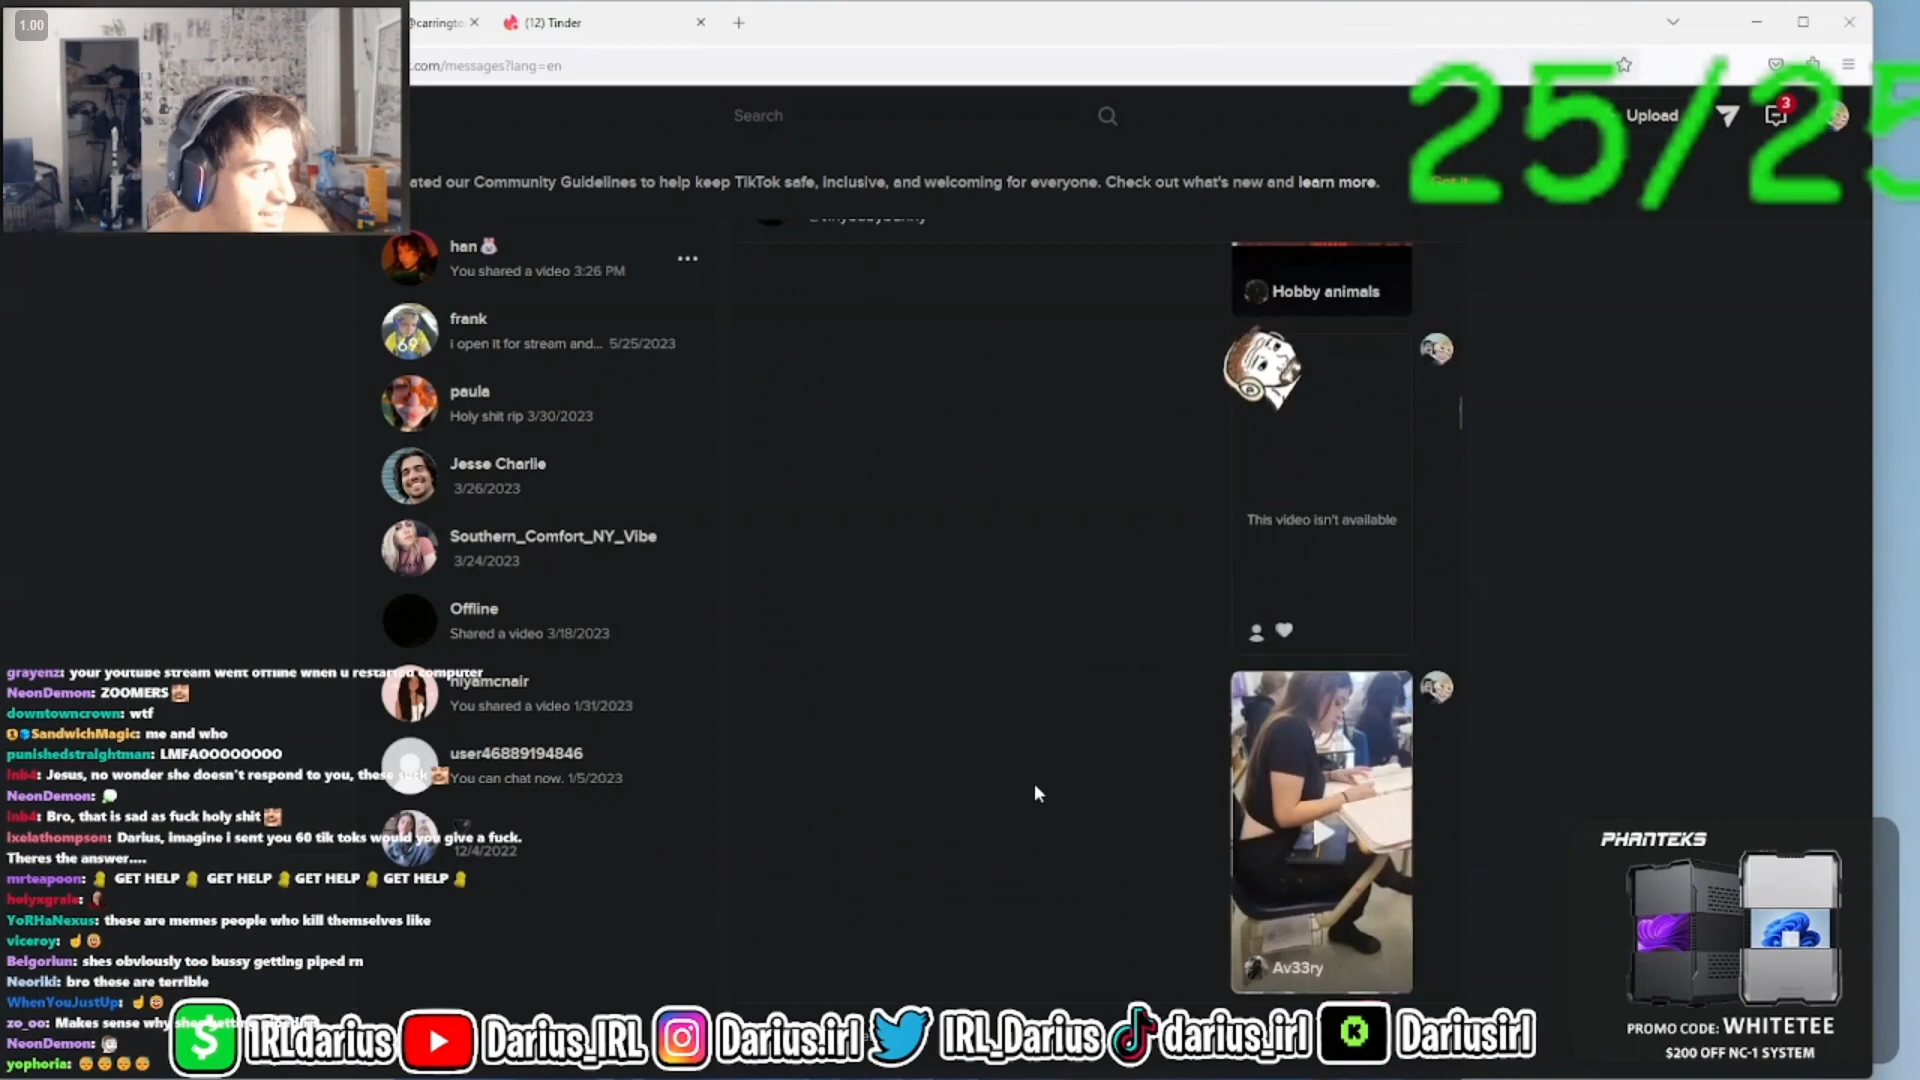 1.00
@carringto
(12) Tinder
.com/messages?lang=en
Search
Upload
3
25/25
ated our Community Guidelines to help keep TikTok safe, inclusive, and welcoming for everyone. Check out what's new and learn more.
han
You shared a video 3:26 PM
frank
69
i open it for stream and... 5/25/2023
paula
Holy shit rip 3/30/2023
Jesse Charlie
3/26/2023
Southern_Comfort_NY_Vibe
3/24/2023
Offline
Shared a video 3/18/2023
niyamcnair
You shared a video 1/31/2023
user46889194846
You can chat now. 1/5/2023
12/4/2022
Hobby animals
This video isn't available
Av33ry
grayenz: your youtube stream went offline when u restarted computer
NeonDemon: ZOOMERS
downtowncrown: wtf
SandwichMagic: me and who
punishedstraightman: LMFAOOOOOOOO
lnb4: Jesus, no wonder she doesn't respond to you, these suck
NeonDemon:
lnb4: Bro, that is sad as fuck holy shit
lxelathompson: Darius, imagine i sent you 60 tik toks would you give a fuck.
Theres the answer....
mrteapoon: GET HELP GET HELP GET HELP GET HELP
holyxgrale:
YoRHaNexus: these are memes people who kill themselves like
viceroy:
Belgoriun: shes obviously too bussy getting piped rn
Neoriki: bro these are terrible
WhenYouJustUp:
zo_oo: Makes sense why shes getting
NeonDemon:
yophoria:
$ IRLdarius Darius_IRL Darius.irl IRL_Darius darius_irl K Dariusirl
PHANTEKS
PROMO CODE: WHITETEE
$200 OFF NC-1 SYSTEM